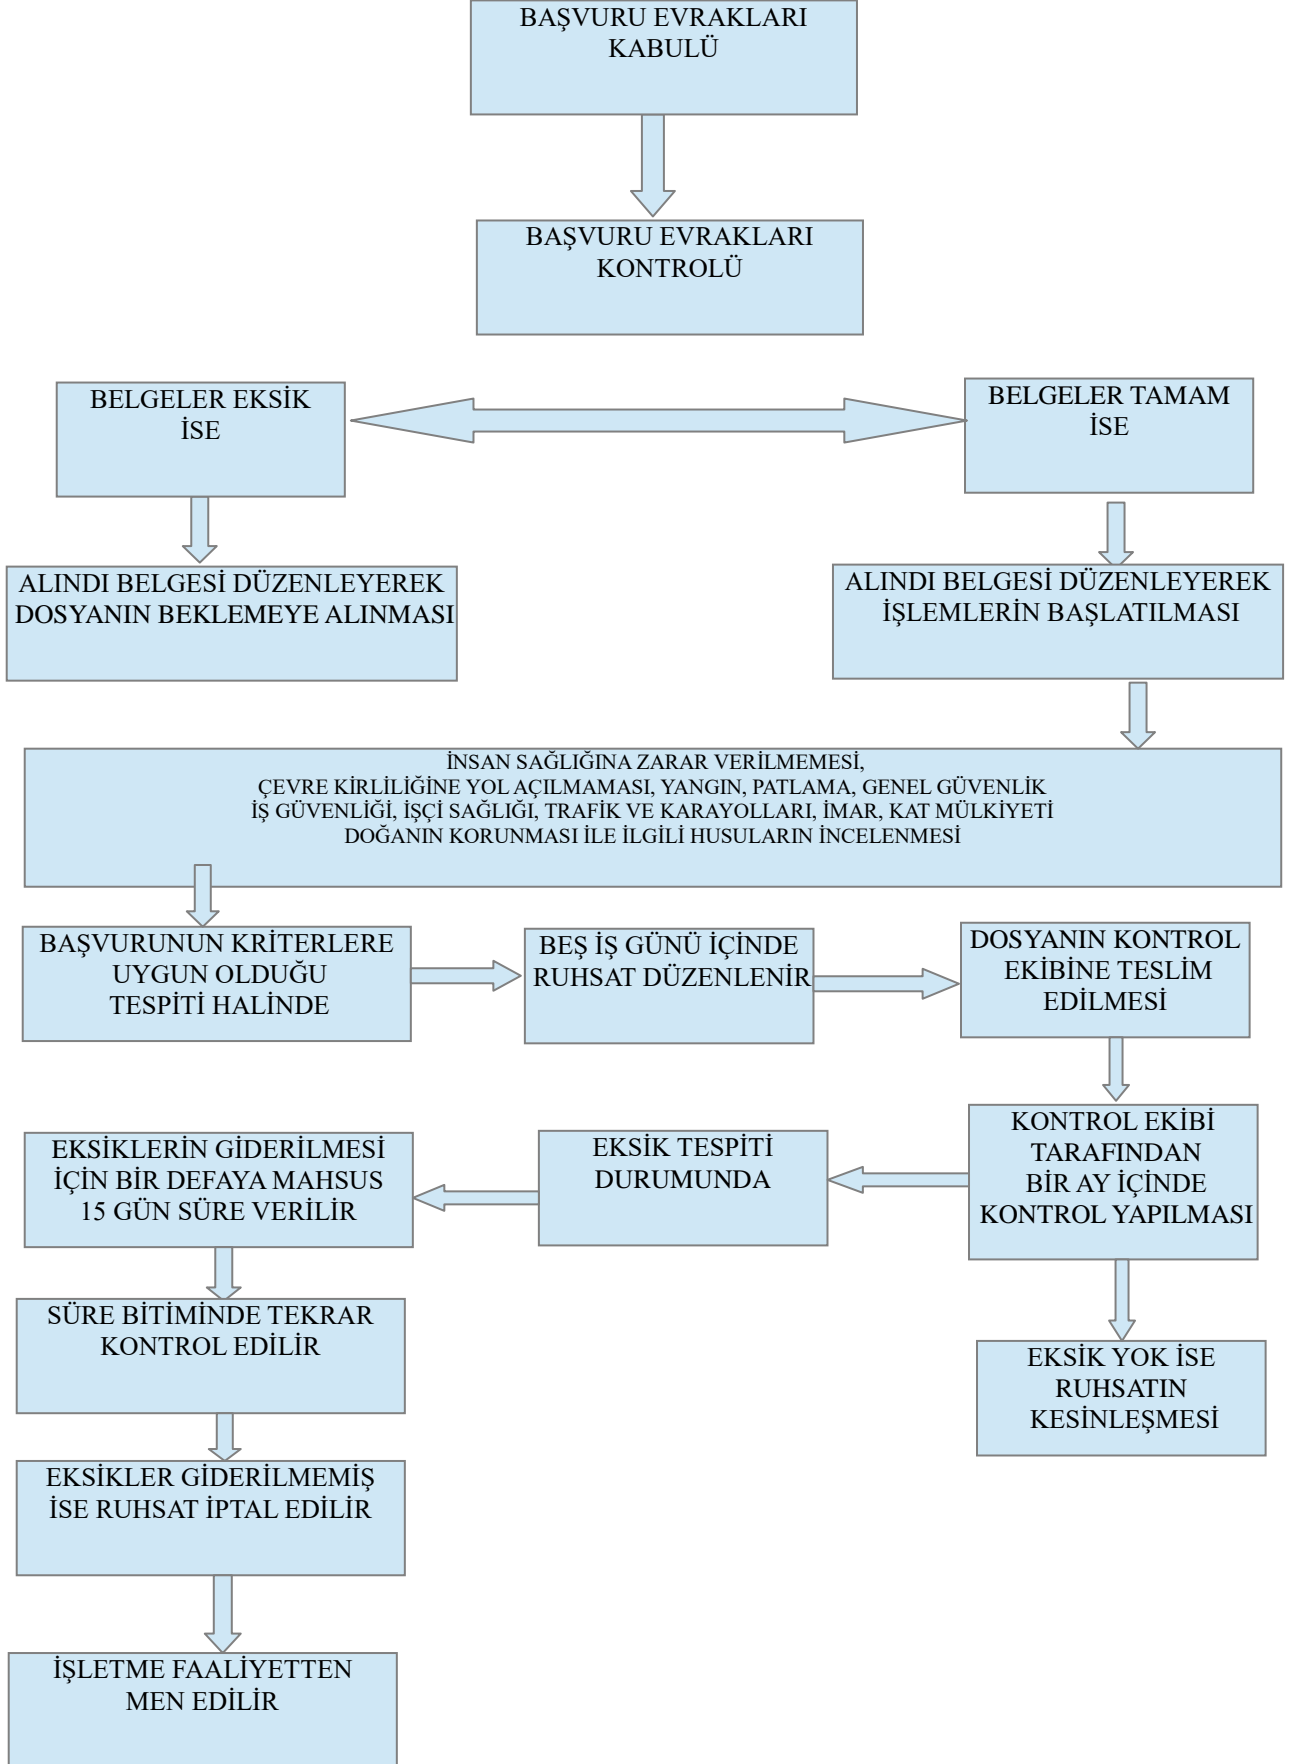 BAŞVURU EVRAKLARI
KABULÜ
BAŞVURU EVRAKLARI
KONTROLÜ
BELGELER EKSİK
İSE
BELGELER TAMAM
İSE
ALINDI BELGESİ DÜZENLEYEREK
DOSYANIN BEKLEMEYE ALINMASI
ALINDI BELGESİ DÜZENLEYEREK
İŞLEMLERİN BAŞLATILMASI
İNSAN SAĞLIĞINA ZARAR VERİLMEMESİ,
ÇEVRE KİRLİLİĞİNE YOL AÇILMAMASI, YANGIN, PATLAMA, GENEL GÜVENLİK
İŞ GÜVENLİĞİ, İŞÇİ SAĞLIĞI, TRAFİK VE KARAYOLLARI, İMAR, KAT MÜLKİYETİ
DOĞANIN KORUNMASI İLE İLGİLİ HUSULARIN İNCELENMESİ
BAŞVURUNUN KRİTERLERE
UYGUN OLDUĞU
TESPİTİ HALİNDE
BEŞ İŞ GÜNÜ İÇİNDE
RUHSAT DÜZENLENİR
DOSYANIN KONTROL
EKİBİNE TESLİM
EDİLMESİ
KONTROL EKİBİ
TARAFINDAN
BİR AY İÇİNDE
KONTROL YAPILMASI
EKSİK TESPİTİ
DURUMUNDA
EKSİKLERİN GİDERİLMESİ
İÇİN BİR DEFAYA MAHSUS
15 GÜN SÜRE VERİLİR
SÜRE BİTİMİNDE TEKRAR
KONTROL EDİLİR
EKSİK YOK İSE
RUHSATIN
KESİNLEŞMESİ
EKSİKLER GİDERİLMEMİŞ
İSE RUHSAT İPTAL EDİLİR
İŞLETME FAALİYETTEN
MEN EDİLİR